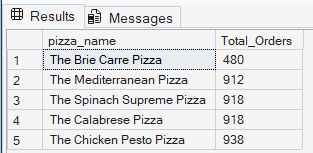 Results Messages
pizza_name Total_Orders
1 The Brie Carre Pizza 480
2 The Mediterranean Pizza 912
3 The Spinach Supreme Pizza 918
4 The Calabrese Pizza 918
5 The Chicken Pesto Pizza 938